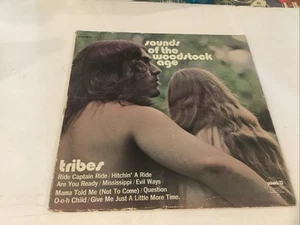 sounds
of the
woodstock
age
tribes
Ride Captain Ride / Hitchin' A Ride
Are You Ready / Mississippi / Evil Ways
Mama Told Me (Not To Come) / Question
O-o-h Child / Give Me Just A Little More Time.